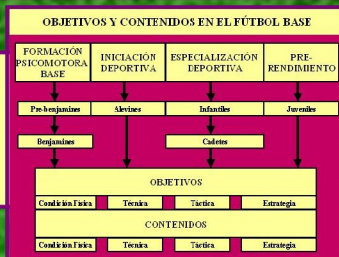 OBJETIVOS Y CONTENIDOS EN EL FÚTBOL BASE
FORMACIÓN PSICOMOTORA BASE
INICIACIÓN DEPORTIVA
ESPECIALIZACIÓN DEPORTIVA
PRE-RENDIMIENTO
Pre-benjamines
Alevines
Infantiles
Juveniles
Benjamines
Cadetes
OBJETIVOS
Condición Física
Técnica
Táctica
Estrategia
CONTENIDOS
Condición Física
Técnica
Táctica
Estrategia